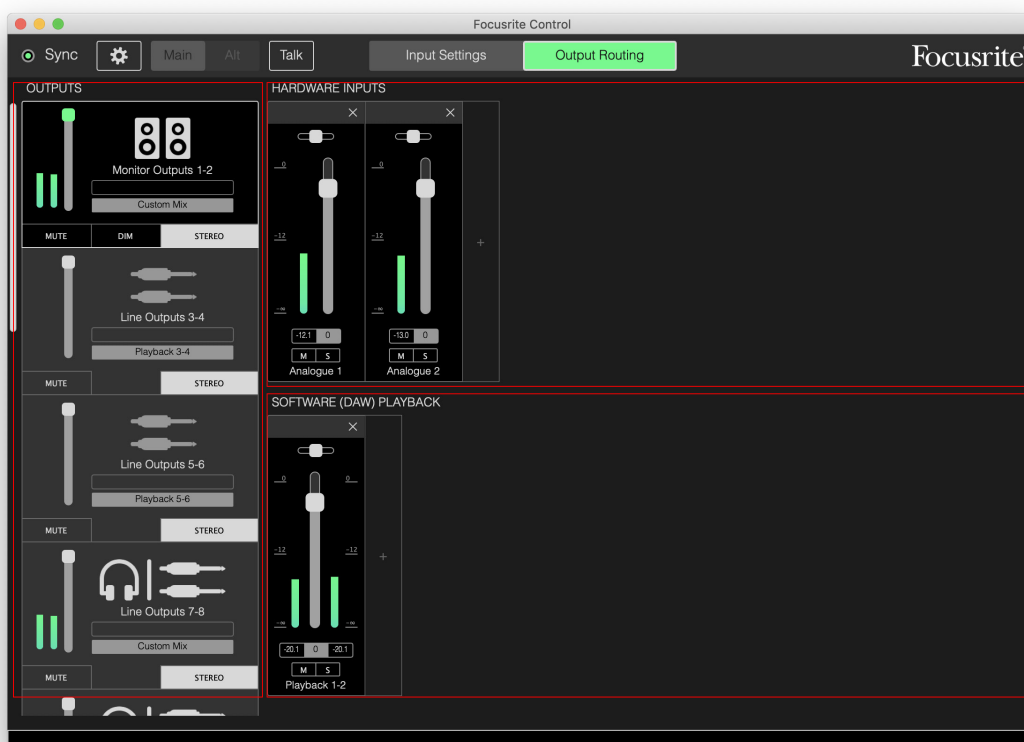 Focusrite Control
Sync Main Alt Talk Input Settings Output Routing Focusrite
OUTPUTS
Monitor Outputs 1-2
Custom Mix
MUTE DIM STEREO
Line Outputs 3-4
Playback 3-4
MUTE STEREO
Line Outputs 5-6
Playback 5-6
MUTE STEREO
Line Outputs 7-8
Custom Mix
MUTE STEREO
HARDWARE INPUTS
0 0
-12 -12
-∞ -∞
+
-12.1 0 -13.0 0
M S M S
Analogue 1 Analogue 2
SOFTWARE (DAW) PLAYBACK
0 0
-12 -12
+
-∞ -∞
-20.1 0 -20.1
M S
Playback 1-2